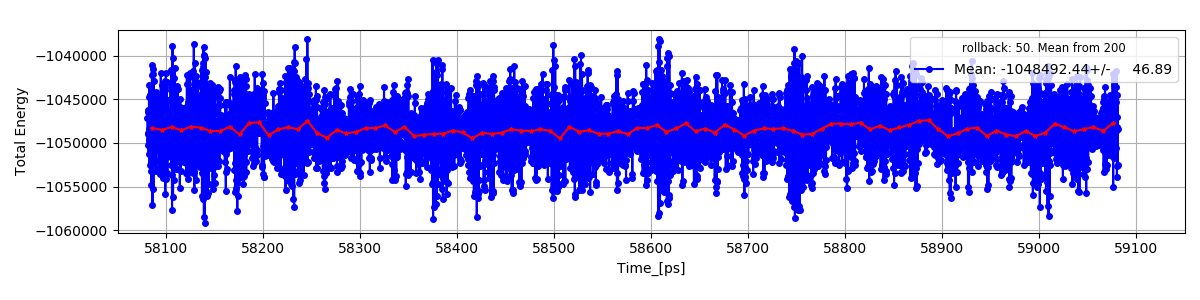 rollback: 50. Mean from 200
Mean: -1048492.44+/- 46.89
Total Energy
−1040000
−1045000
−1050000
−1055000
−1060000
58100 58200 58300 58400 58500 58600 58700 58800 58900 59000 59100
Time_[ps]